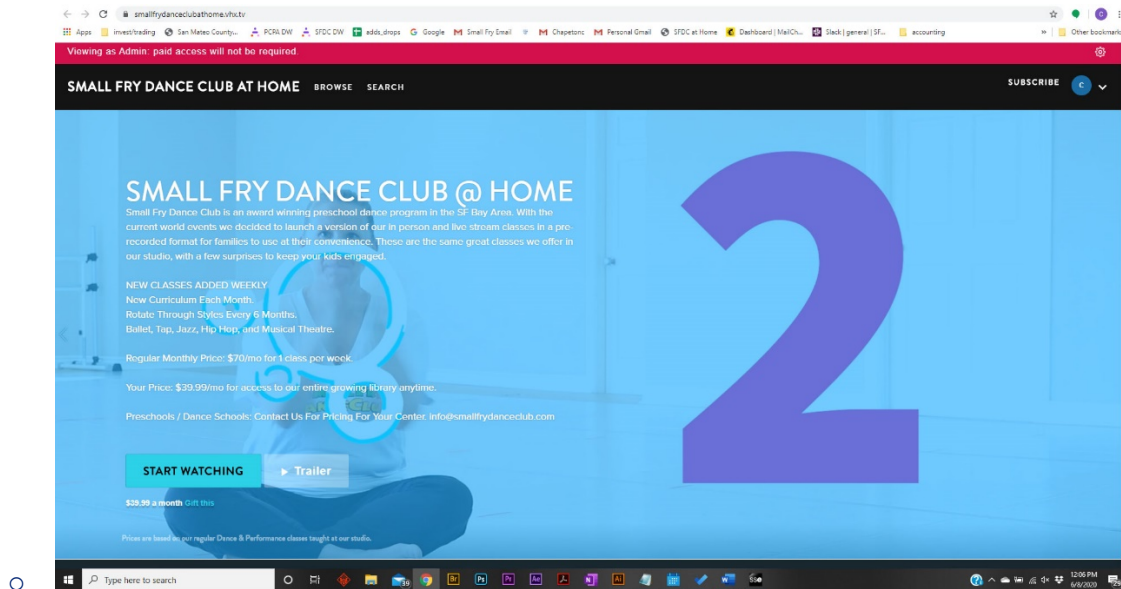 smallfrydanceclubathome.vhx.tv
Apps invest/trading San Mateo County... PCPA DW SFDC DW adds_drops Google Small Fry Email Chapetonc Personal Gmail SFDC at Home Dashboard | MailCh... Slack | general | SF... accounting » Other bookmarks
Viewing as Admin: paid access will not be required.
SMALL FRY DANCE CLUB AT HOME BROWSE SEARCH SUBSCRIBE C
2
SMALL FRY DANCE CLUB @ HOME
Small Fry Dance Club is an award winning preschool dance program in the SF Bay Area. With the
current world events we decided to launch a version of our in person and live stream classes in a pre-
recorded format for families to use at their convenience. These are the same great classes we offer in
our studio, with a few surprises to keep your kids engaged.
NEW CLASSES ADDED WEEKLY
New Curriculum Each Month.
Rotate Through Styles Every 6 Months.
Ballet, Tap, Jazz, Hip Hop, and Musical Theatre.
Regular Monthly Price: $70/mo for 1 class per week.
Your Price: $39.99/mo for access to our entire growing library anytime.
Preschools / Dance Schools: Contact Us For Pricing For Your Center. info@smallfrydanceclub.com
START WATCHING Trailer
$39.99 a month Gift this
Prices are based on our regular Dance & Performance classes taught at our studio.
Type here to search 39 Br Ps Pr Ae Ai SSO 12:06 PM
6/8/2020